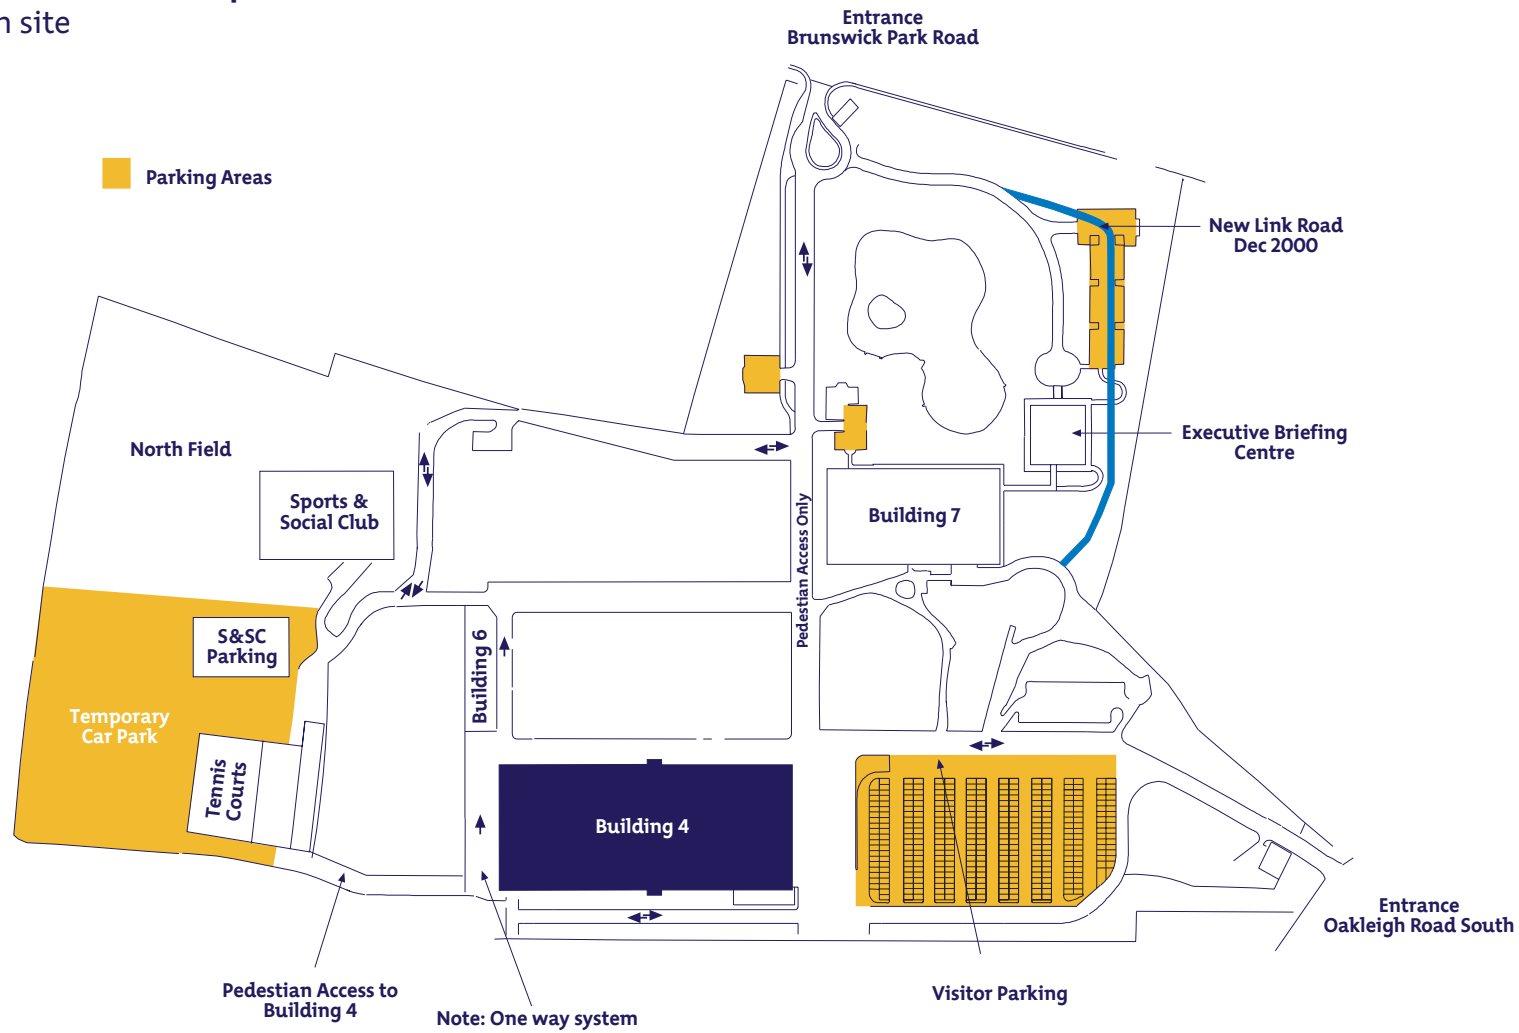 n site
Entrance
Brunswick Park Road
Parking Areas
New Link Road
Dec 2000
North Field
Executive Briefing
Centre
Sports &
Social Club
Building 7
Pedestian Access Only
S&SC
Parking
Building 6
Temporary
Car Park
Tennis
Courts
Building 4
Entrance
Oakleigh Road South
Pedestian Access to
Building 4
Visitor Parking
Note: One way system